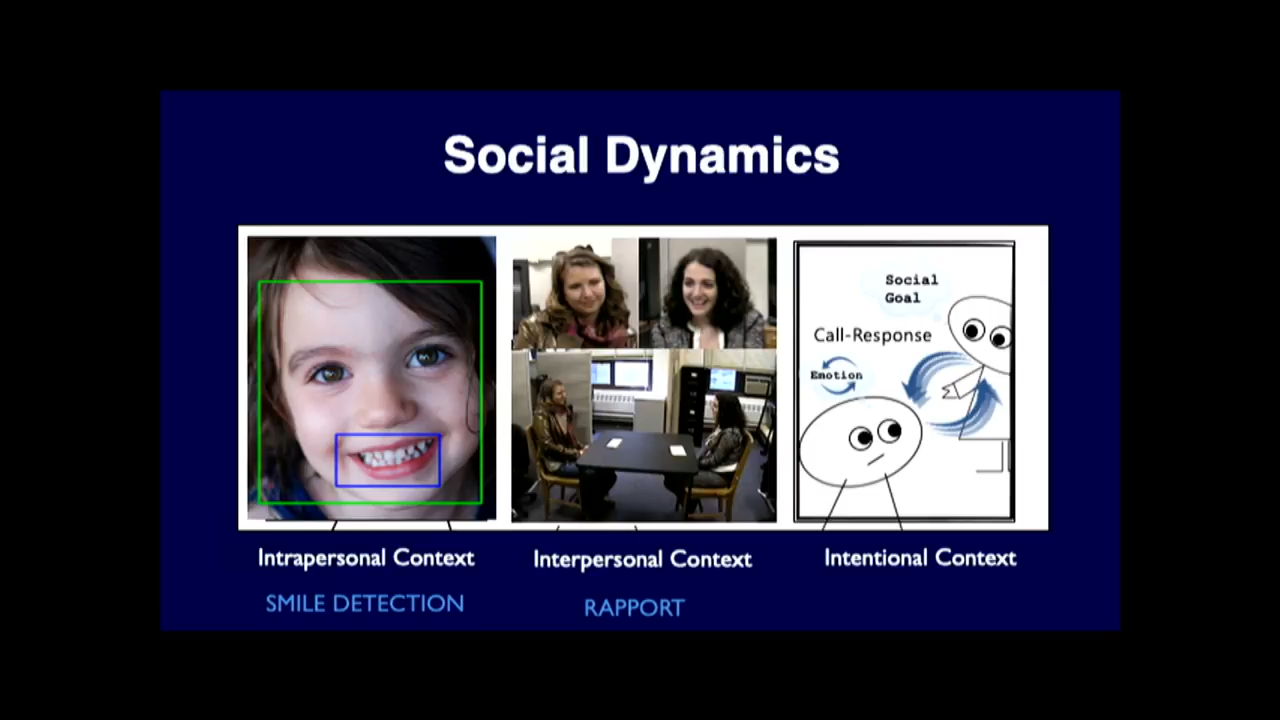 Social Dynamics
Social
Goal
Call-Response
Emotion
Intrapersonal Context
Interpersonal Context
Intentional Context
SMILE DETECTION
RAPPORT